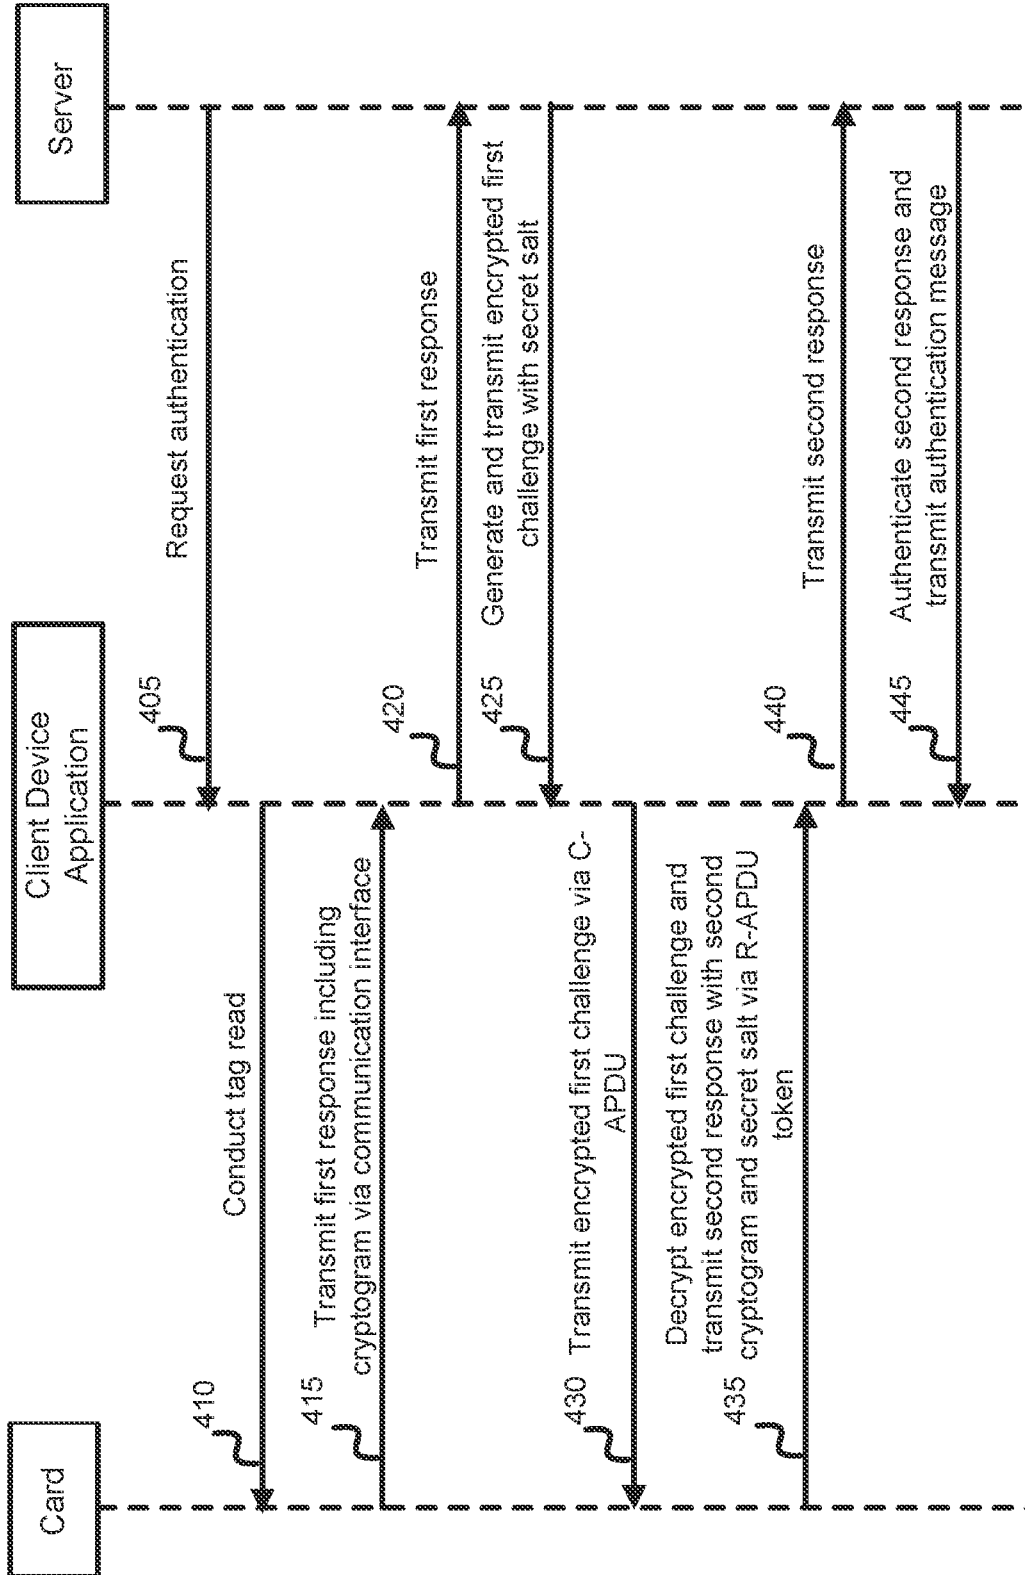 Card
Client Device
Application
Server
405
Request authentication
410
Conduct tag read
415
Transmit first response including
cryptogram via communication interface
420
Transmit first response
425
Generate and transmit encrypted first
challenge with secret salt
430
Transmit encrypted first challenge via C-
APDU
435
Decrypt encrypted first challenge and
transmit second response with second
cryptogram and secret salt via R-APDU
token
440
Transmit second response
445
Authenticate second response and
transmit authentication message